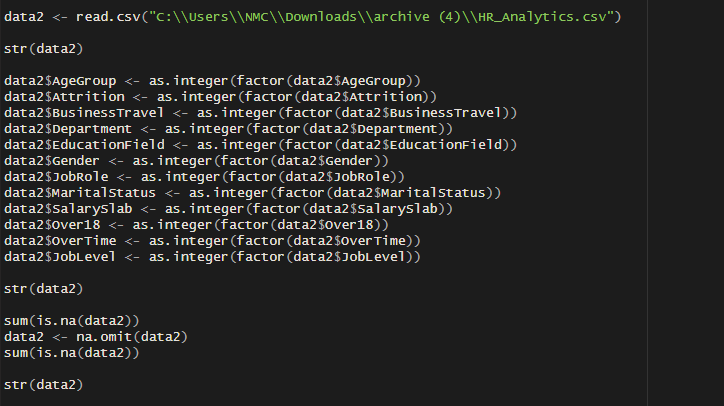 data2 <- read.csv("C:\\Users\\NMC\\Downloads\\archive (4)\\HR_Analytics.csv")
str(data2)
data2$AgeGroup <- as.integer(factor(data2$AgeGroup))
data2$Attrition <- as.integer(factor(data2$Attrition))
data2$BusinessTravel <- as.integer(factor(data2$BusinessTravel))
data2$Department <- as.integer(factor(data2$Department))
data2$EducationField <- as.integer(factor(data2$EducationField))
data2$Gender <- as.integer(factor(data2$Gender))
data2$JobRole <- as.integer(factor(data2$JobRole))
data2$MaritalStatus <- as.integer(factor(data2$MaritalStatus))
data2$SalarySlab <- as.integer(factor(data2$SalarySlab))
data2$Over18 <- as.integer(factor(data2$Over18))
data2$OverTime <- as.integer(factor(data2$OverTime))
data2$JobLevel <- as.integer(factor(data2$JobLevel))
str(data2)
sum(is.na(data2))
data2 <- na.omit(data2)
sum(is.na(data2))
str(data2)